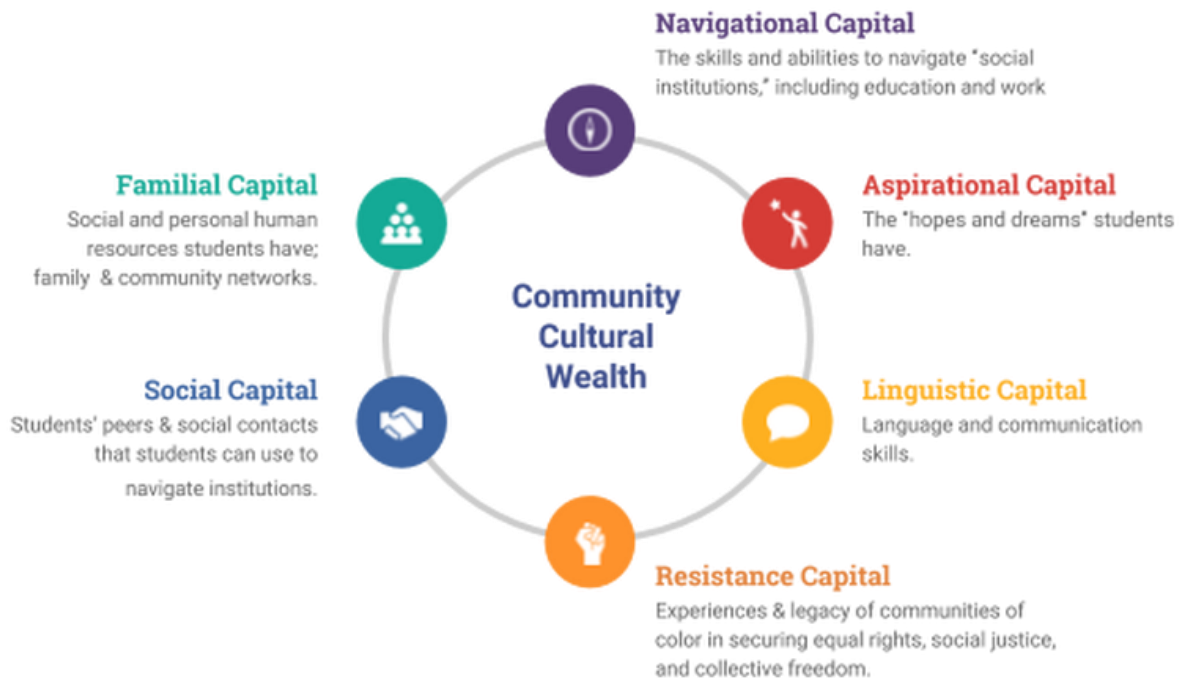 Navigational Capital
The skills and abilities to navigate "social
institutions," including education and work
Familial Capital
Social and personal human
resources students have;
family & community networks.
Aspirational Capital
The "hopes and dreams" students
have.
Community
Cultural
Wealth
Social Capital
Students' peers & social contacts
that students can use to
navigate institutions.
Linguistic Capital
Language and communication
skills.
Resistance Capital
Experiences & legacy of communities of
color in securing equal rights, social justice,
and collective freedom.